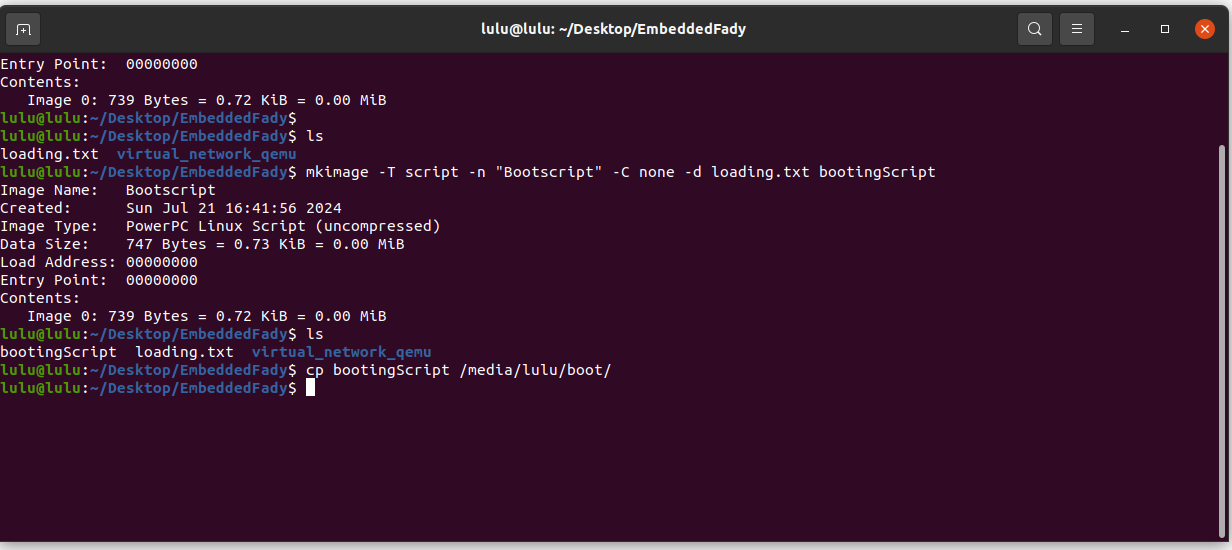 lulu@lulu: ~/Desktop/EmbeddedFady
Entry Point:  00000000
Contents:
   Image 0: 739 Bytes = 0.72 KiB = 0.00 MiB
lulu@lulu:~/Desktop/EmbeddedFady$
lulu@lulu:~/Desktop/EmbeddedFady$ ls
loading.txt  virtual_network_qemu
lulu@lulu:~/Desktop/EmbeddedFady$ mkimage -T script -n "Bootscript" -C none -d loading.txt bootingScript
Image Name:   Bootscript
Created:      Sun Jul 21 16:41:56 2024
Image Type:   PowerPC Linux Script (uncompressed)
Data Size:    747 Bytes = 0.73 KiB = 0.00 MiB
Load Address: 00000000
Entry Point:  00000000
Contents:
   Image 0: 739 Bytes = 0.72 KiB = 0.00 MiB
lulu@lulu:~/Desktop/EmbeddedFady$ ls
bootingScript  loading.txt  virtual_network_qemu
lulu@lulu:~/Desktop/EmbeddedFady$ cp bootingScript /media/lulu/boot/
lulu@lulu:~/Desktop/EmbeddedFady$